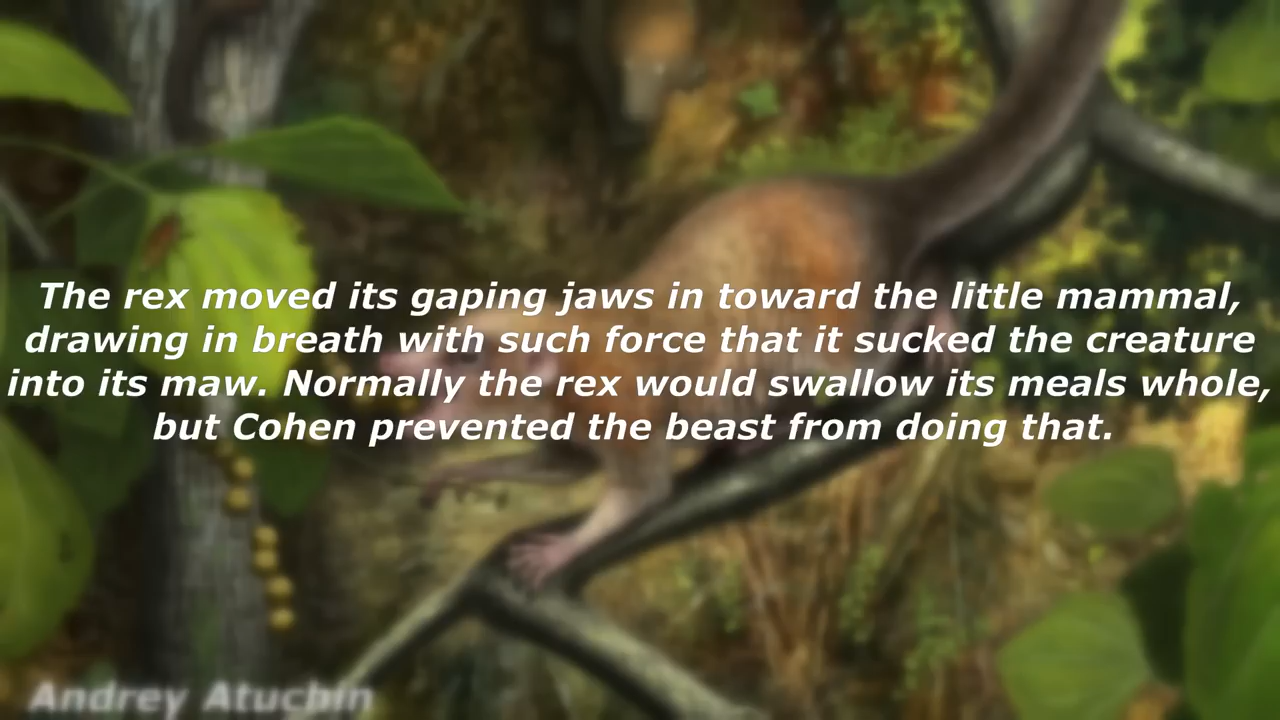 The rex moved its gaping jaws in toward the little mammal,
drawing in breath with such force that it sucked the creature
into its maw. Normally the rex would swallow its meals whole,
but Cohen prevented the beast from doing that.
Andrey Atuchin